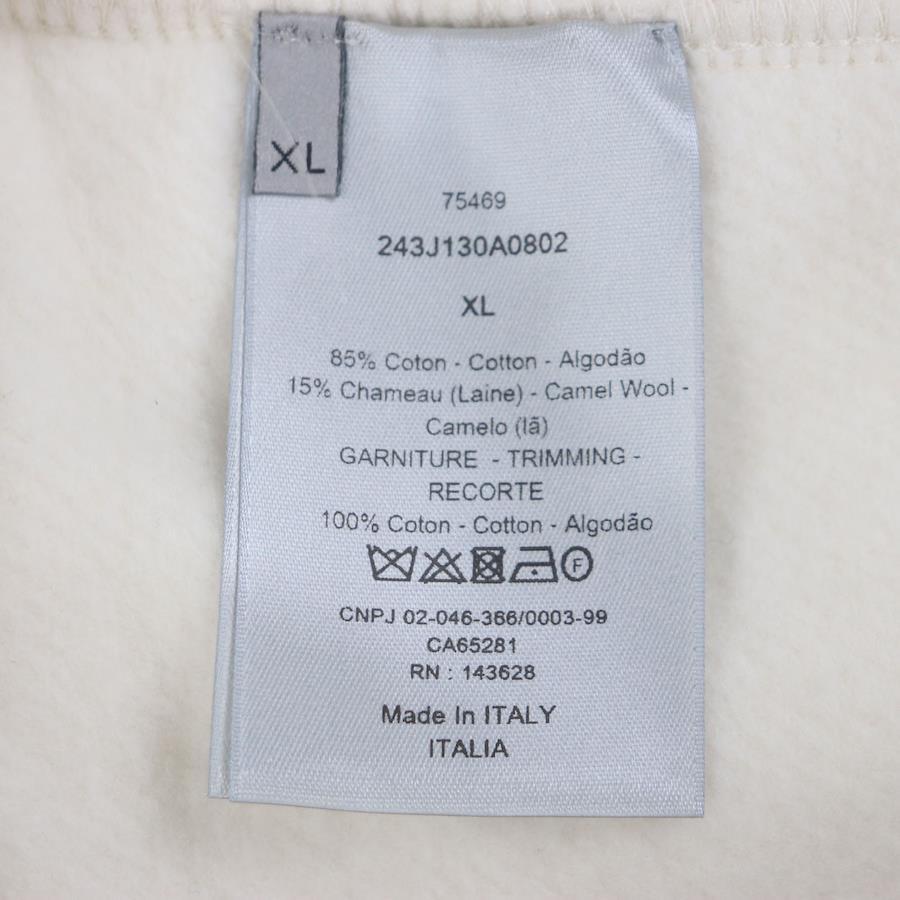 XL
75469
243J130A0802
XL
85% Coton - Cotton - Algodão
15% Chameau (Laine) - Camel Wool -
Camelo (lã)
GARNITURE - TRIMMING -
RECORTE
100% Coton - Cotton - Algodão
F
CNPJ 02-046-366/0003-99
CA65281
RN : 143628
Made In ITALY
ITALIA